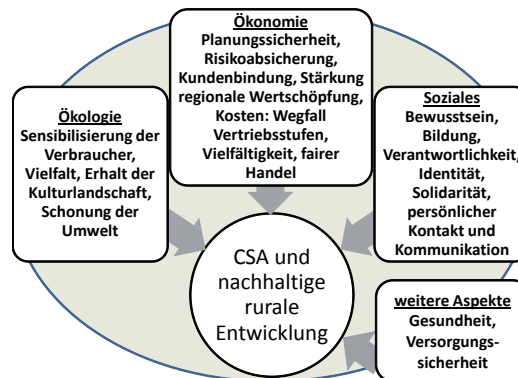 Ökonomie
Planungssicherheit,
Risikoabsicherung,
Kundenbindung, Stärkung
regionale Wertschöpfung,
Kosten: Wegfall
Vertriebsstufen,
Vielfältigkeit, fairer
Handel
Ökologie
Sensibilisierung der
Verbraucher,
Vielfalt, Erhalt der
Kulturlandschaft,
Schonung der
Umwelt
Soziales
Bewusstsein,
Bildung,
Verantwortlichkeit,
Identität,
Solidarität,
persönlicher
Kontakt und
Kommunikation
CSA und
nachhaltige
rurale
Entwicklung
weitere Aspekte
Gesundheit,
Versorgungs-
sicherheit